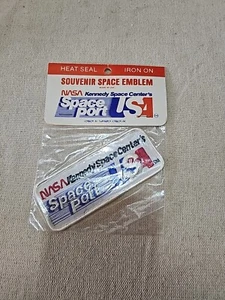 HEAT SEAL IRON ON
SOUVENIR SPACE EMBLEM
NASA Kennedy Space Center's
Space port USA
NASA Kennedy Space Center's
Space Port USA